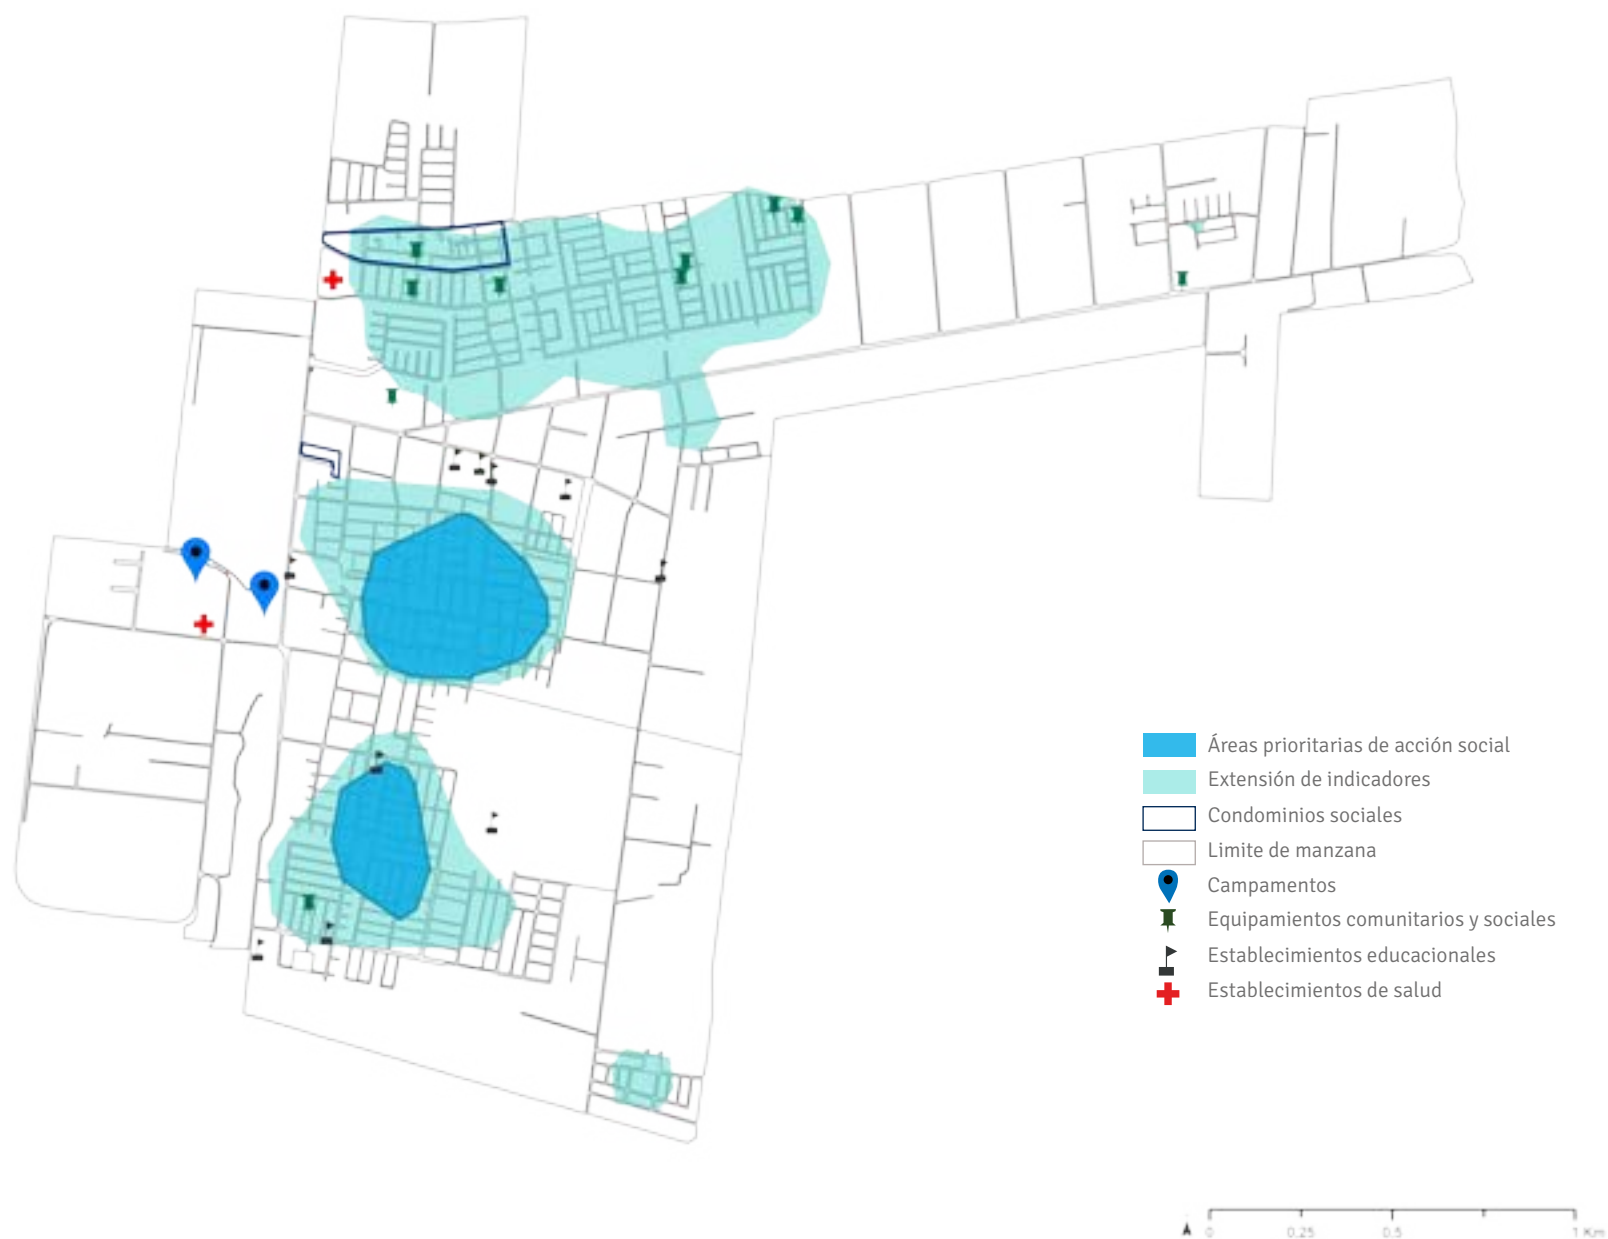 Áreas prioritarias de acción social
Extensión de indicadores
Condominios sociales
Limite de manzana
Campamentos
Equipamientos comunitarios y sociales
Establecimientos educacionales
Establecimientos de salud
0 0,25 0,5 1 Km